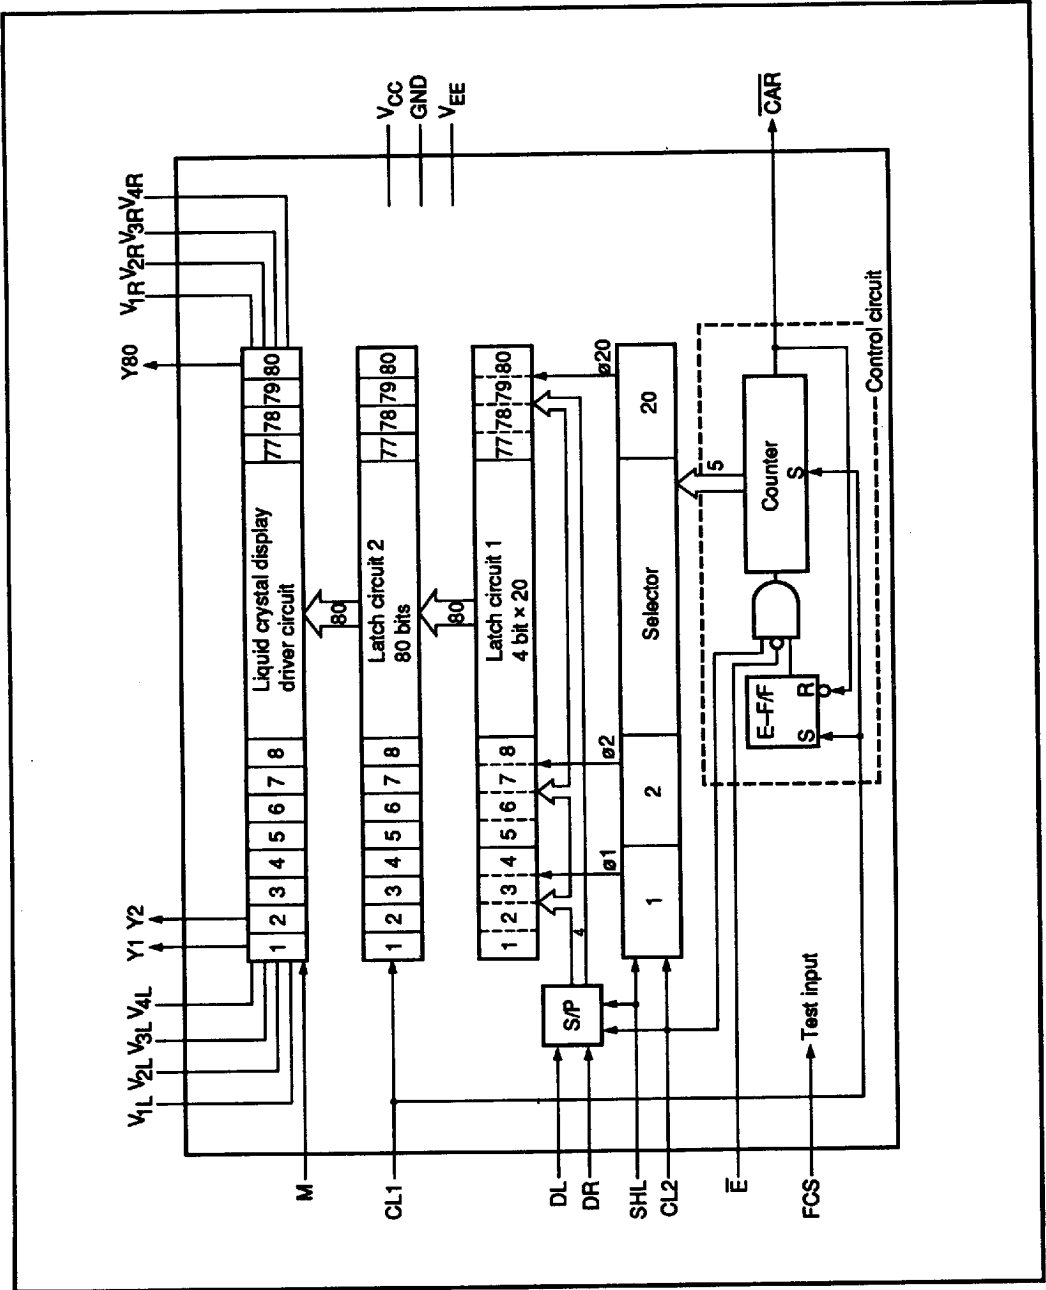 V1L V2L V3L V4L
Y1 Y2
Y80
V1R V2R V3R V4R
M
1 2 3 4 5 6 7 8
Liquid crystal display
driver circuit
77 78 79 80
VCC
GND
VEE
80
CL1
1 2 3 4 5 6 7 8
Latch circuit 2
80 bits
77 78 79 80
80
1 2 3 4 5 6 7 8
Latch circuit 1
4 bit × 20
77 78 79 80
DL
DR
S/P
4
ø1
ø2
ø20
SHL
CL2
1
2
Selector
20
5
E̅
E–F/F
S
R
Counter
S
C̅A̅R̅
Control circuit
FCS
Test input